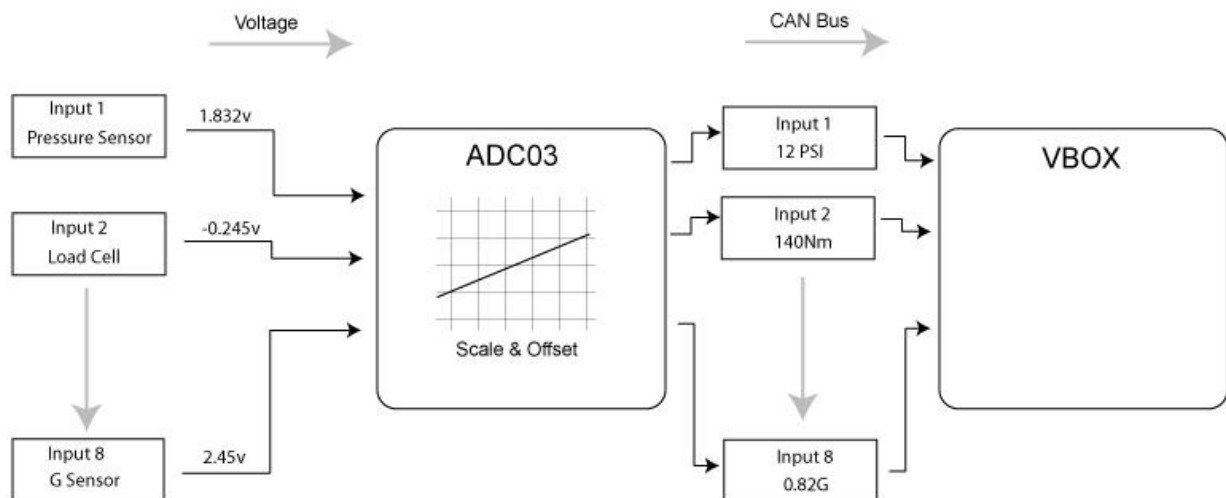 Voltage
CAN Bus
Input 1
Pressure Sensor
1.832v
ADC03
Input 1
12 PSI
VBOX
Input 2
Load Cell
-0.245v
Input 2
140Nm
Scale & Offset
Input 8
G Sensor
2.45v
Input 8
0.82G